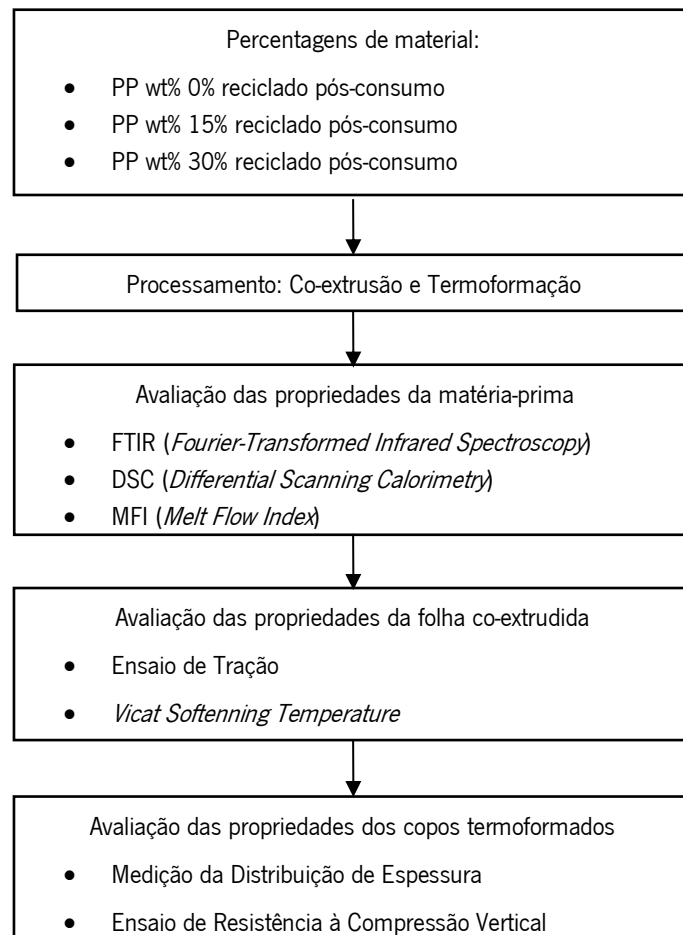 Percentagens de material:
● PP wt% 0% reciclado pós-consumo
● PP wt% 15% reciclado pós-consumo
● PP wt% 30% reciclado pós-consumo
Processamento: Co-extrusão e Termoformação
Avaliação das propriedades da matéria-prima
● FTIR (Fourier-Transformed Infrared Spectroscopy)
● DSC (Differential Scanning Calorimetry)
● MFI (Melt Flow Index)
Avaliação das propriedades da folha co-extrudida
● Ensaio de Tração
● Vicat Softenning Temperature
Avaliação das propriedades dos copos termoformados
● Medição da Distribuição de Espessura
● Ensaio de Resistência à Compressão Vertical